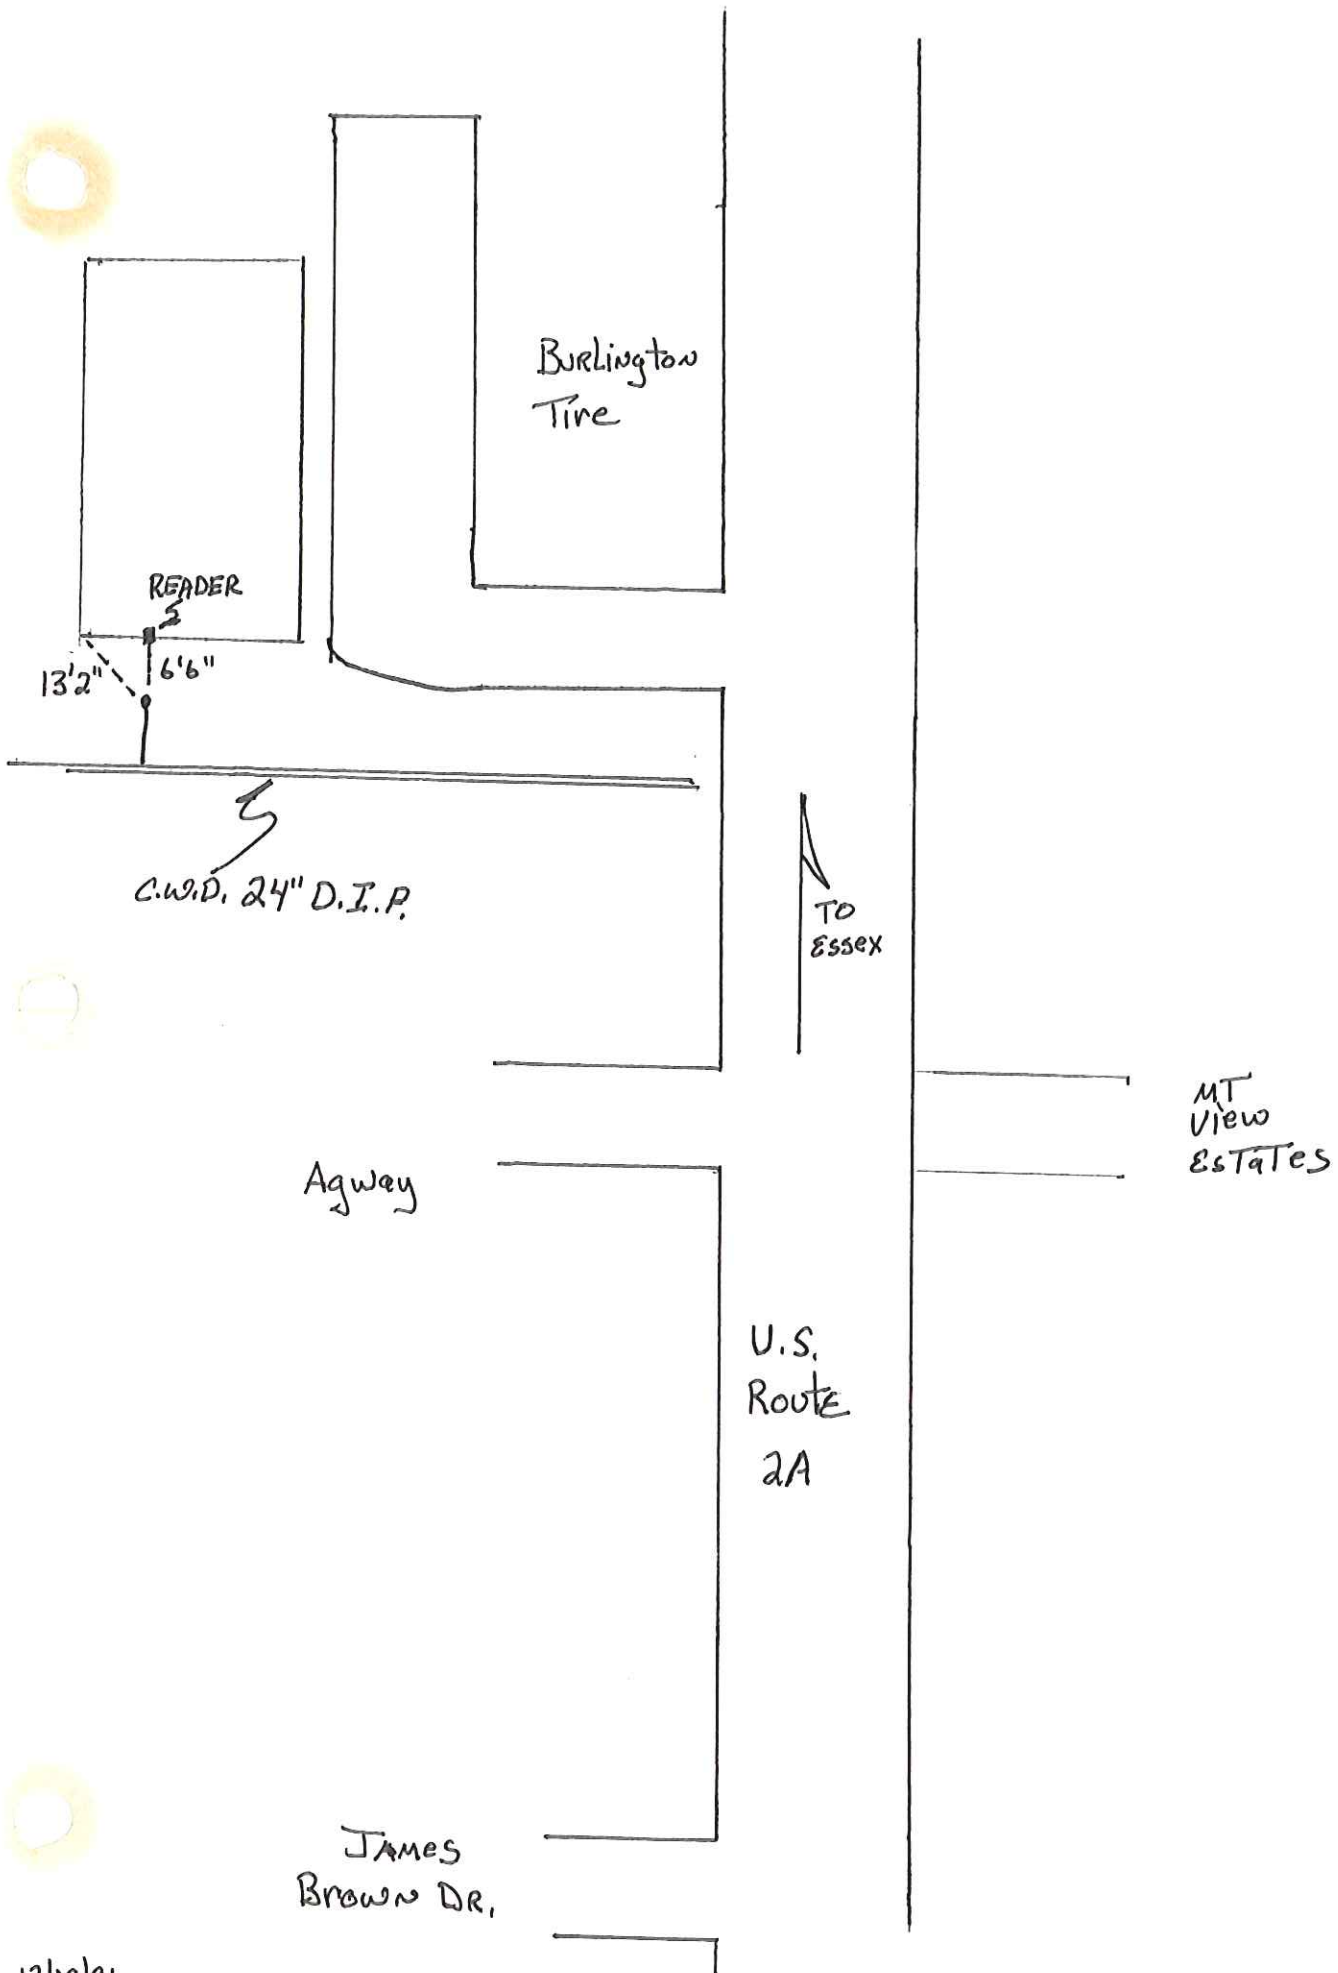 Burlington
Tire
READER
13'2"
6'6"
C.W.D. 24" D.I.P.
TO
Essex
MT
View
Estates
Agway
U.S.
Route
2A
James
Brown Dr.